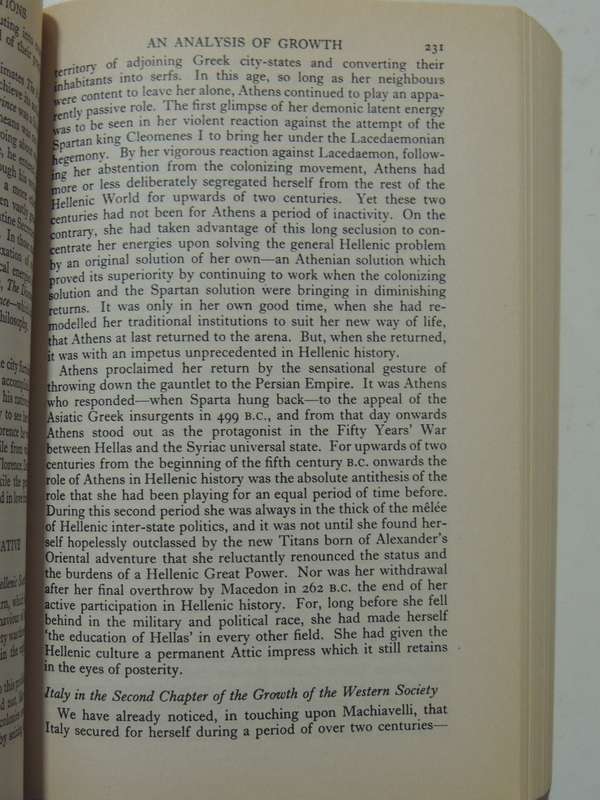 AN ANALYSIS OF GROWTH 231
territory of adjoining Greek city-states and converting their
inhabitants into serfs. In this age, so long as her neighbours
were content to leave her alone, Athens continued to play an appa-
rently passive role. The first glimpse of her demonic latent energy
was to be seen in her violent reaction against the attempt of the
Spartan king Cleomenes I to bring her under the Lacedaemonian
hegemony. By her vigorous reaction against Lacedaemon, follow-
ing her abstention from the colonizing movement, Athens had
more or less deliberately segregated herself from the rest of the
Hellenic World for upwards of two centuries. Yet these two
centuries had not been for Athens a period of inactivity. On the
contrary, she had taken advantage of this long seclusion to con-
centrate her energies upon solving the general Hellenic problem
by an original solution of her own—an Athenian solution which
proved its superiority by continuing to work when the colonizing
solution and the Spartan solution were bringing in diminishing
returns. It was only in her own good time, when she had re-
modelled her traditional institutions to suit her new way of life,
that Athens at last returned to the arena. But, when she returned,
it was with an impetus unprecedented in Hellenic history.
Athens proclaimed her return by the sensational gesture of
throwing down the gauntlet to the Persian Empire. It was Athens
who responded—when Sparta hung back—to the appeal of the
Asiatic Greek insurgents in 499 B.C., and from that day onwards
Athens stood out as the protagonist in the Fifty Years' War
between Hellas and the Syriac universal state. For upwards of two
centuries from the beginning of the fifth century B.C. onwards the
role of Athens in Hellenic history was the absolute antithesis of the
role that she had been playing for an equal period of time before.
During this second period she was always in the thick of the mêlée
of Hellenic inter-state politics, and it was not until she found her-
self hopelessly outclassed by the new Titans born of Alexander's
Oriental adventure that she reluctantly renounced the status and
the burdens of a Hellenic Great Power. Nor was her withdrawal
after her final overthrow by Macedon in 262 B.C. the end of her
active participation in Hellenic history. For, long before she fell
behind in the military and political race, she had made herself
'the education of Hellas' in every other field. She had given the
Hellenic culture a permanent Attic impress which it still retains
in the eyes of posterity.
Italy in the Second Chapter of the Growth of the Western Society
We have already noticed, in touching upon Machiavelli, that
Italy secured for herself during a period of over two centuries—